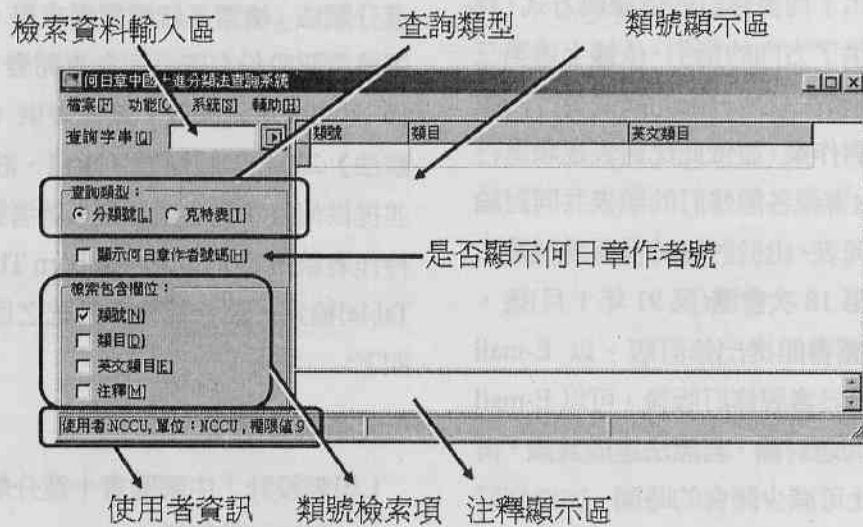 檢索資料輸入區 查詢類型 類號顯示區
何日章中國十進分類法查詢系統
檔案[F] 功能[C] 系統[S] 輔助[H]
查詢字串[Q] 類號 類目 英文類目
查詢類型：
分類號[L] 克特表[T]
顯示何日章作者號碼[H] 是否顯示何日章作者號
檢索包含欄位：
類號[N]
類目[D]
英文類目[E]
注釋[M]
使用者:NCCU,單位:NCCU,權限值9
使用者資訊 類號檢索項 注釋顯示區